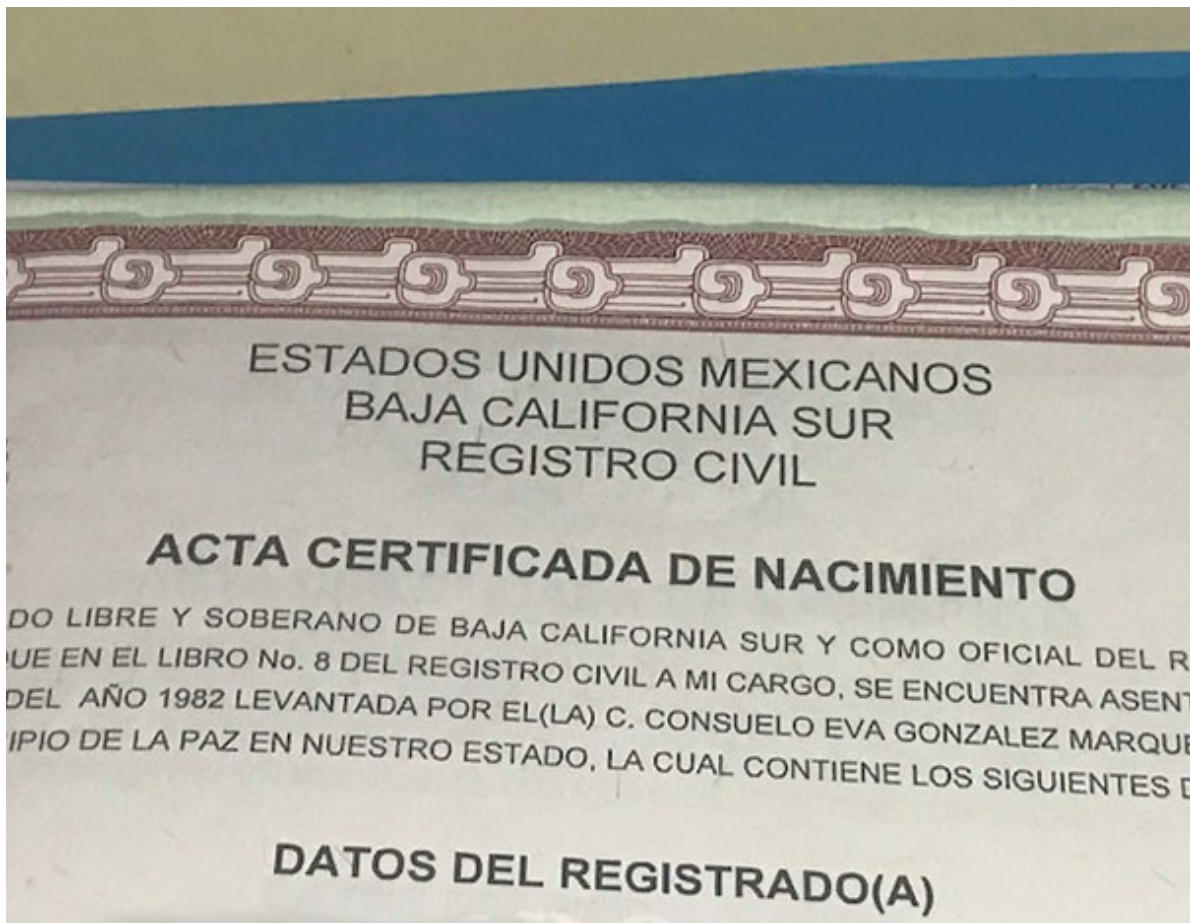 ESTADOS UNIDOS MEXICANOS
BAJA CALIFORNIA SUR
REGISTRO CIVIL
ACTA CERTIFICADA DE NACIMIENTO
DO LIBRE Y SOBERANO DE BAJA CALIFORNIA SUR Y COMO OFICIAL DEL R
UE EN EL LIBRO No. 8 DEL REGISTRO CIVIL A MI CARGO, SE ENCUENTRA ASENT
DEL AÑO 1982 LEVANTADA POR EL(LA) C. CONSUELO EVA GONZALEZ MARQUE
IPIO DE LA PAZ EN NUESTRO ESTADO, LA CUAL CONTIENE LOS SIGUIENTES D
DATOS DEL REGISTRADO(A)